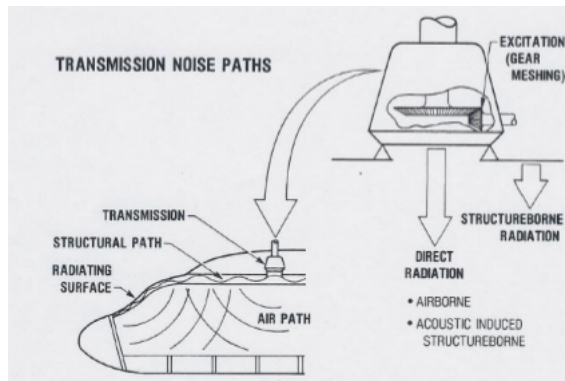 TRANSMISSION NOISE PATHS
EXCITATION
(GEAR
MESHING)
TRANSMISSION
STRUCTURAL PATH
RADIATING
SURFACE
AIR PATH
STRUCTUREBORNE
RADIATION
DIRECT
RADIATION
• AIRBORNE
• ACOUSTIC INDUCED
STRUCTUREBORNE